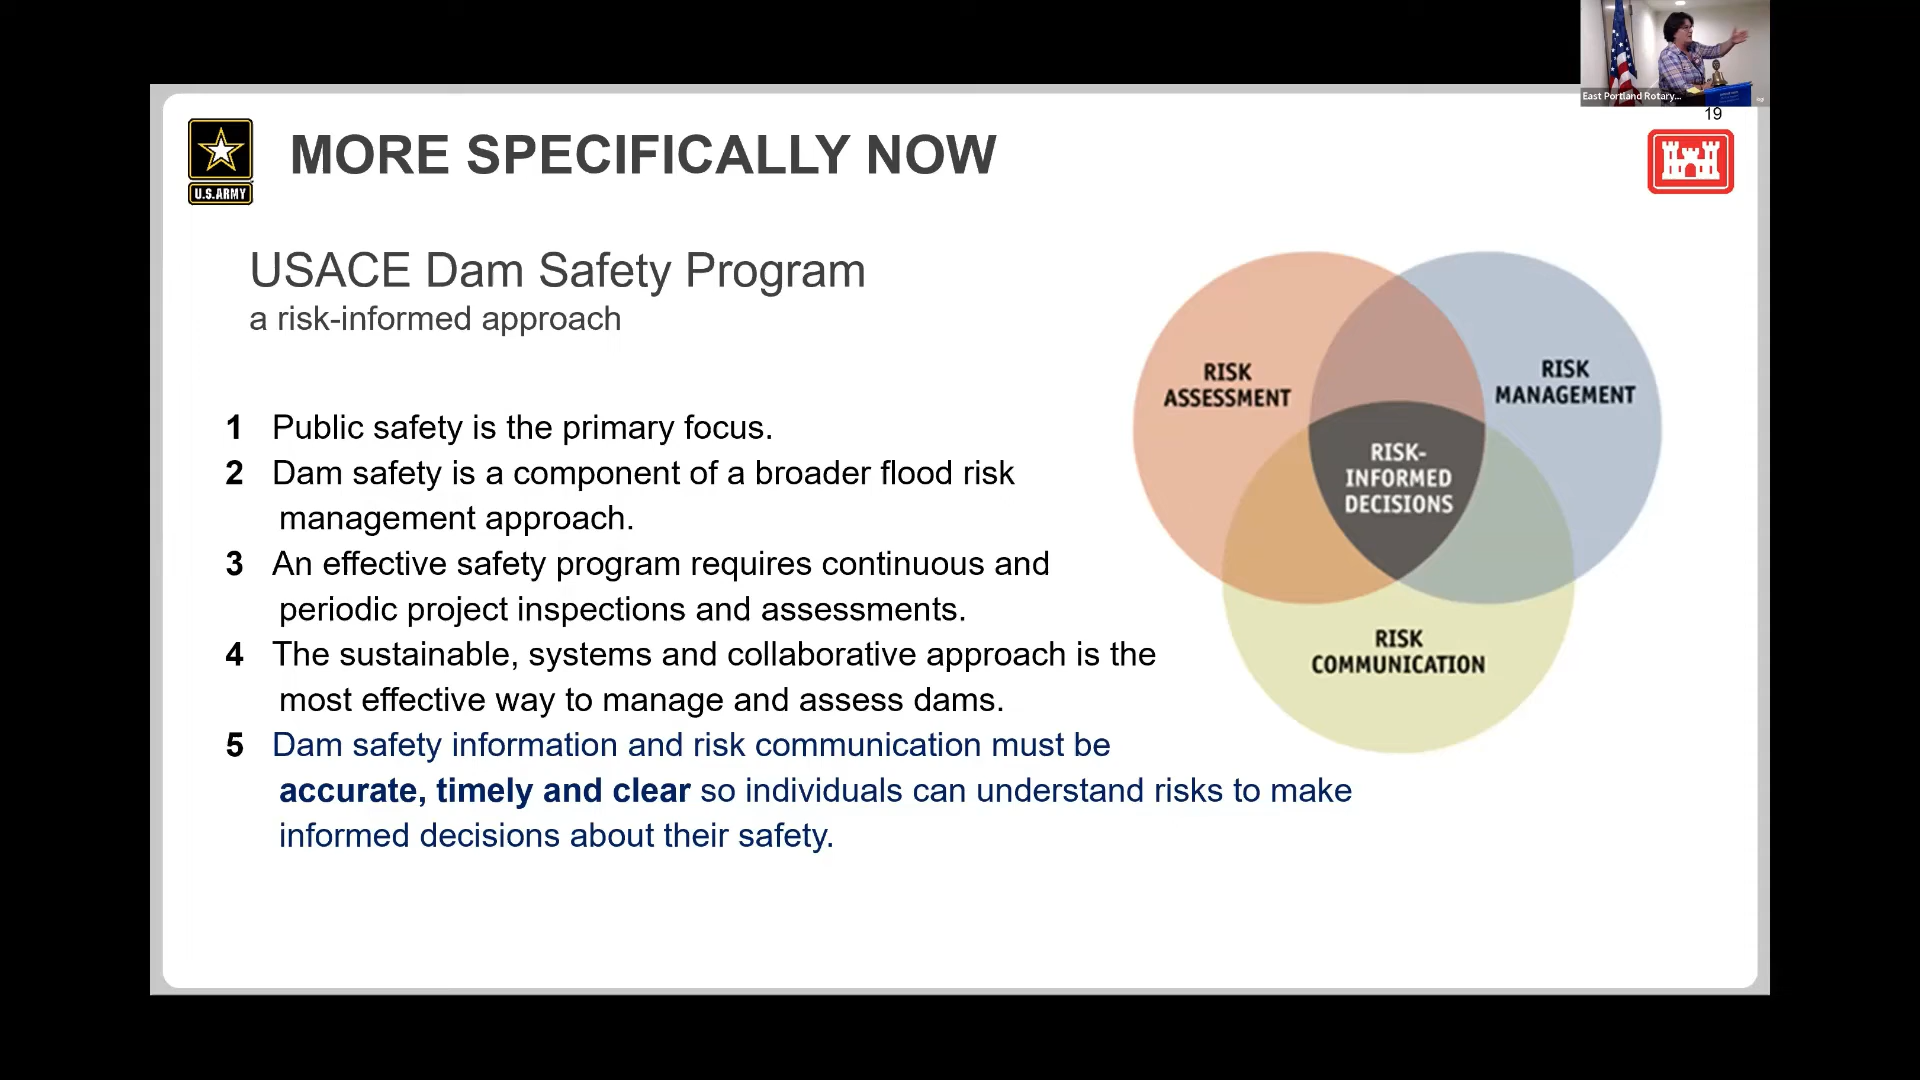 East Portland Rotary...
19
U.S.ARMY
MORE SPECIFICALLY NOW
USACE Dam Safety Program
a risk-informed approach
1 Public safety is the primary focus.
2 Dam safety is a component of a broader flood risk
management approach.
3 An effective safety program requires continuous and
periodic project inspections and assessments.
4 The sustainable, systems and collaborative approach is the
most effective way to manage and assess dams.
5 Dam safety information and risk communication must be
accurate, timely and clear so individuals can understand risks to make
informed decisions about their safety.
RISK
ASSESSMENT
RISK
MANAGEMENT
RISK-
INFORMED
DECISIONS
RISK
COMMUNICATION